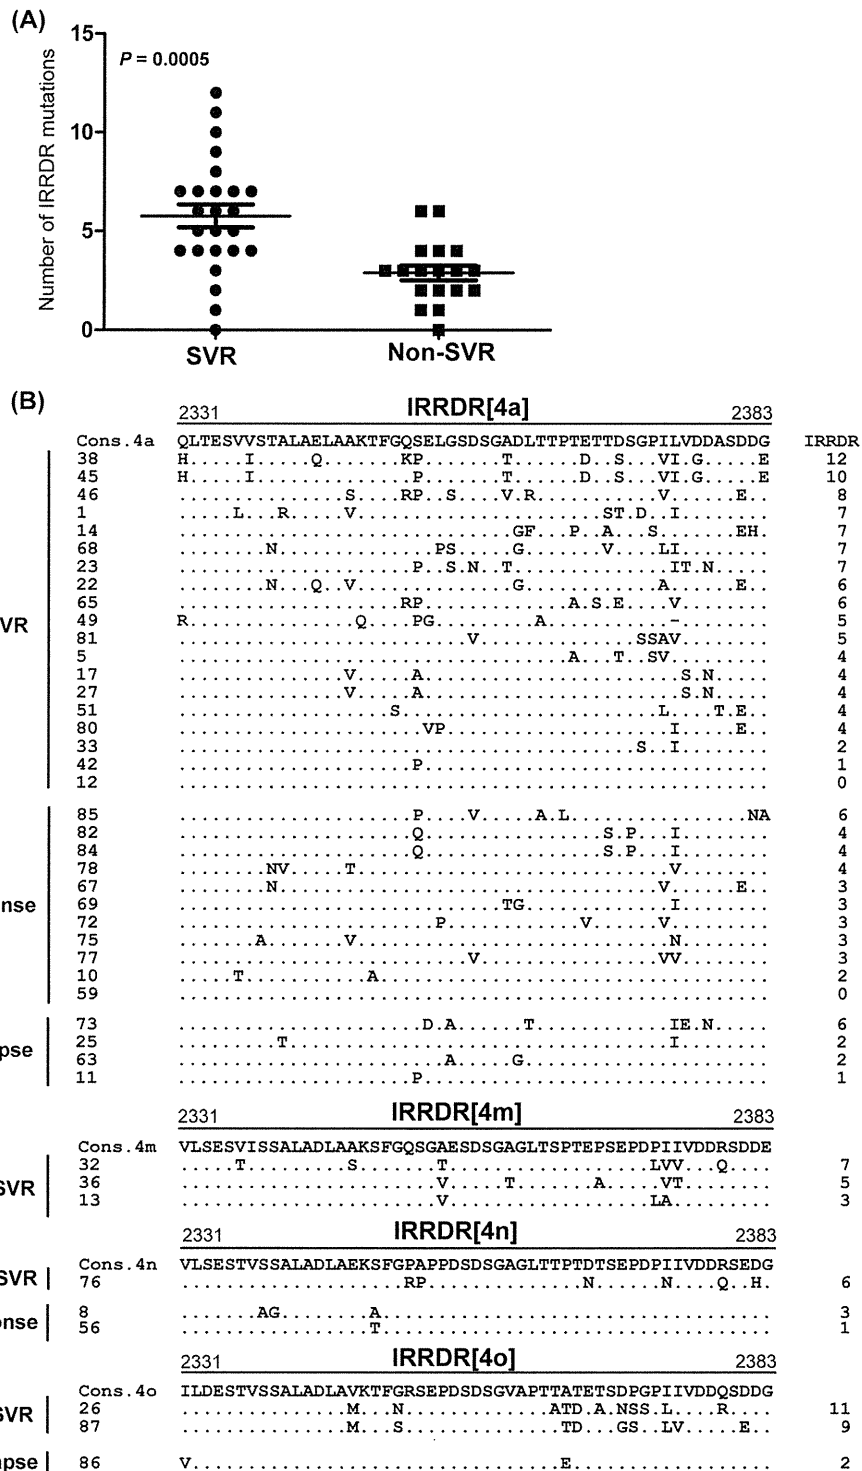 (A)
15
10
5
0
Number of IRRDR mutations
P = 0.0005
SVR
Non-SVR
(B)
2331 IRRDR[4a] 2383
Cons.4a QLTESVVSTALAELAAKTFGQSELGSDSGADLTTPTETTDSGPILVDDASDDG IRRDR
38 H.....I.....Q.......KP.......T......D..S...VI.G.....E 12
45 H.....I..............P.......T......D..S...VI.G.....E 10
46 ...............S....RP..S....V.R...........V......E.. 8
1 .....L...R.....V......................ST.D..I........ 7
14 ..............................GF...P..A...S.......EH. 7
68 ........N..............PS.....G.......V....LI........ 7
23 .....................P..S.N..T..............IT.N..... 7
VR
22 ........N...Q..V..............G............A......E.. 6
65 ....................RP.............A.S.E....V........ 6
49 R...............Q....PG.........A...........-........ 5
81 ..........................V..............SSAV........ 5
5 ...................................A...T..SV......... 4
17 ...............V.....A.......................S.N..... 4
27 ...............V.....A.......................S.N..... 4
51 ...................S.......................L....T.E.. 4
80 ......................VP....................I.....E.. 4
33 .........................................S..I........ 2
42 .....................P............................... 1
12 ..................................................... 0
nse
85 .....................P....V.....A.L................NA 6
82 .....................Q................S.P...I........ 4
84 .....................Q................S.P...I........ 4
78 ........NV.....T............................V........ 4
67 ........N..................................V......E.. 3
69 .............................TG.............I........ 3
72 .......................P............V......V......... 3
75 .......A.......V............................N........ 3
77 ..........................V................VV........ 3
10 .....T...........A................................... 2
59 ..................................................... 0
pse
73 ......................D.A......T............IE.N..... 6
25 .........T..................................I........ 2
63 ........................A.....G...................... 2
11 .....................P............................... 1
2331 IRRDR[4m] 2383
Cons.4m VLSESVISSALADLAAKSFGQSGAESDSGAGLTSPTEPSEPDPIIVDDRSDDE
SVR
32 .....T.........S.......T..................LVV...Q.... 7
36 .......................V.....T.......A.....VT........ 5
13 .......................V..................LA......... 3
2331 IRRDR[4n] 2383
Cons.4n VLSESTVSSALADLAEKSFGPAPPDSDSGAGLTTPTDTSEPDPIIVDDRSEDG
SVR
76 ....................RP..............N......N....Q..H. 6
onse
8 .......AG........A................................... 3
56 .................T................................... 1
2331 IRRDR[4o] 2383
Cons.4o ILDESTVSSALADLAVKTFGRSEPDSDSGVAPTTATETSDPGPIIVDDQSDDG
SVR
26 ...............M...N.............ATD.A.NSS.L....R.... 11
87 ...............M...S..............TD...GS..LV.....E.. 9
apse
86 V.................................E.................. 2